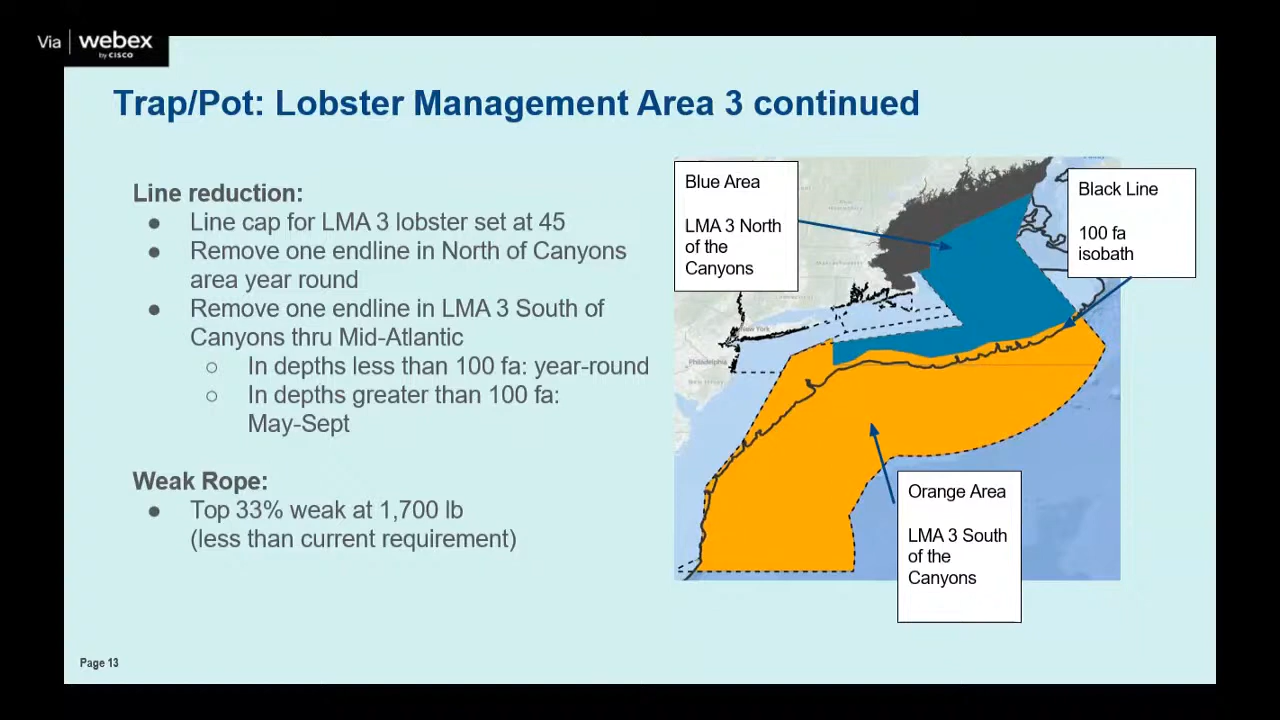 Via webex
by CISCO
Trap/Pot: Lobster Management Area 3 continued
Line reduction:
● Line cap for LMA 3 lobster set at 45
● Remove one endline in North of Canyons
area year round
● Remove one endline in LMA 3 South of
Canyons thru Mid-Atlantic
○ In depths less than 100 fa: year-round
○ In depths greater than 100 fa:
May-Sept
Weak Rope:
● Top 33% weak at 1,700 lb
(less than current requirement)
Blue Area
LMA 3 North
of the
Canyons
Black Line
100 fa
isobath
New York
Philadelphia
Orange Area
LMA 3 South
of the
Canyons
Page 13